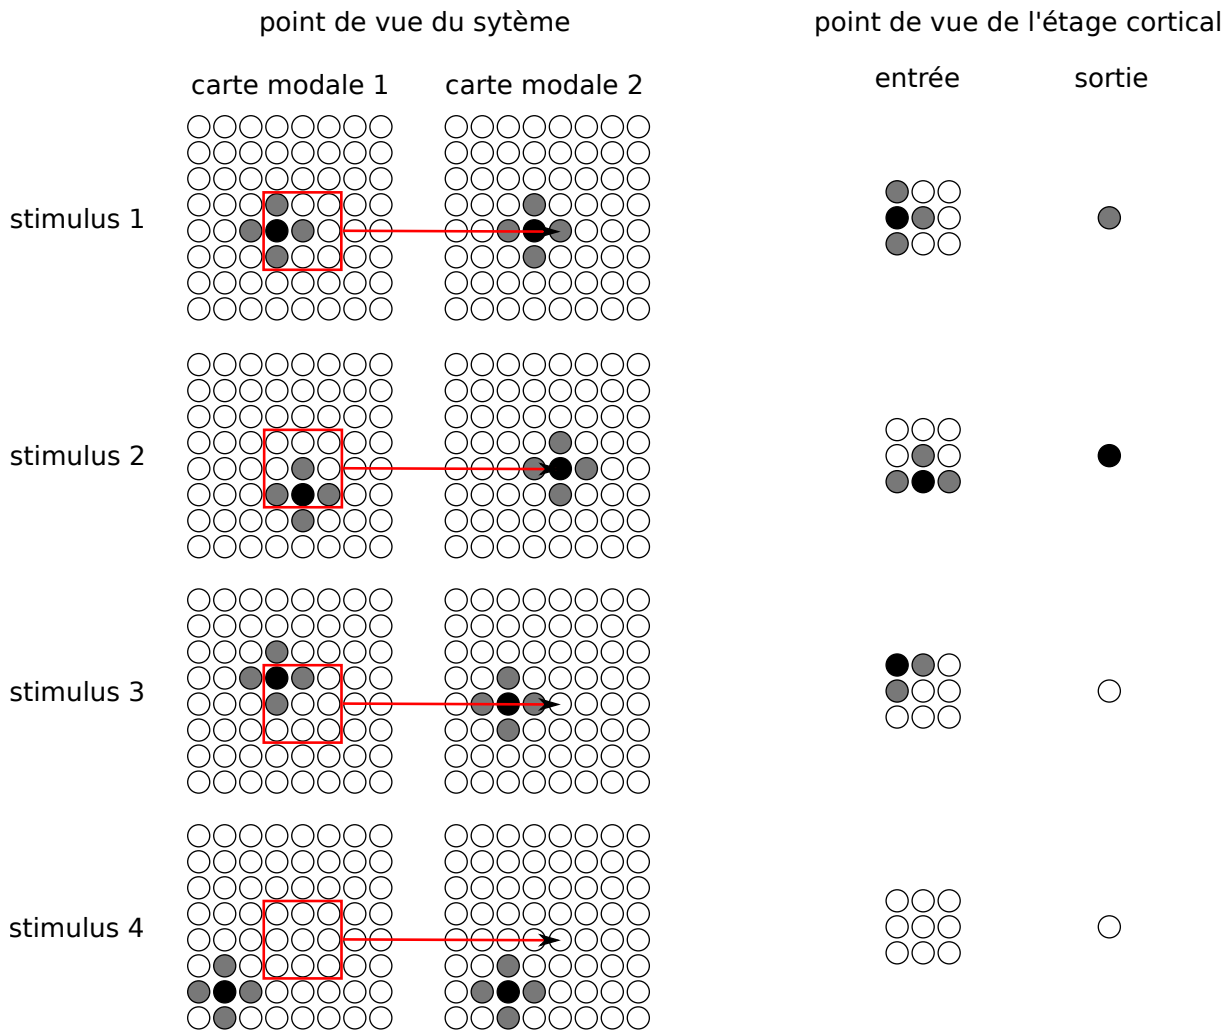 point de vue du sytème
point de vue de l'étage cortical
carte modale 1
carte modale 2
entrée
sortie
stimulus 1
stimulus 2
stimulus 3
stimulus 4